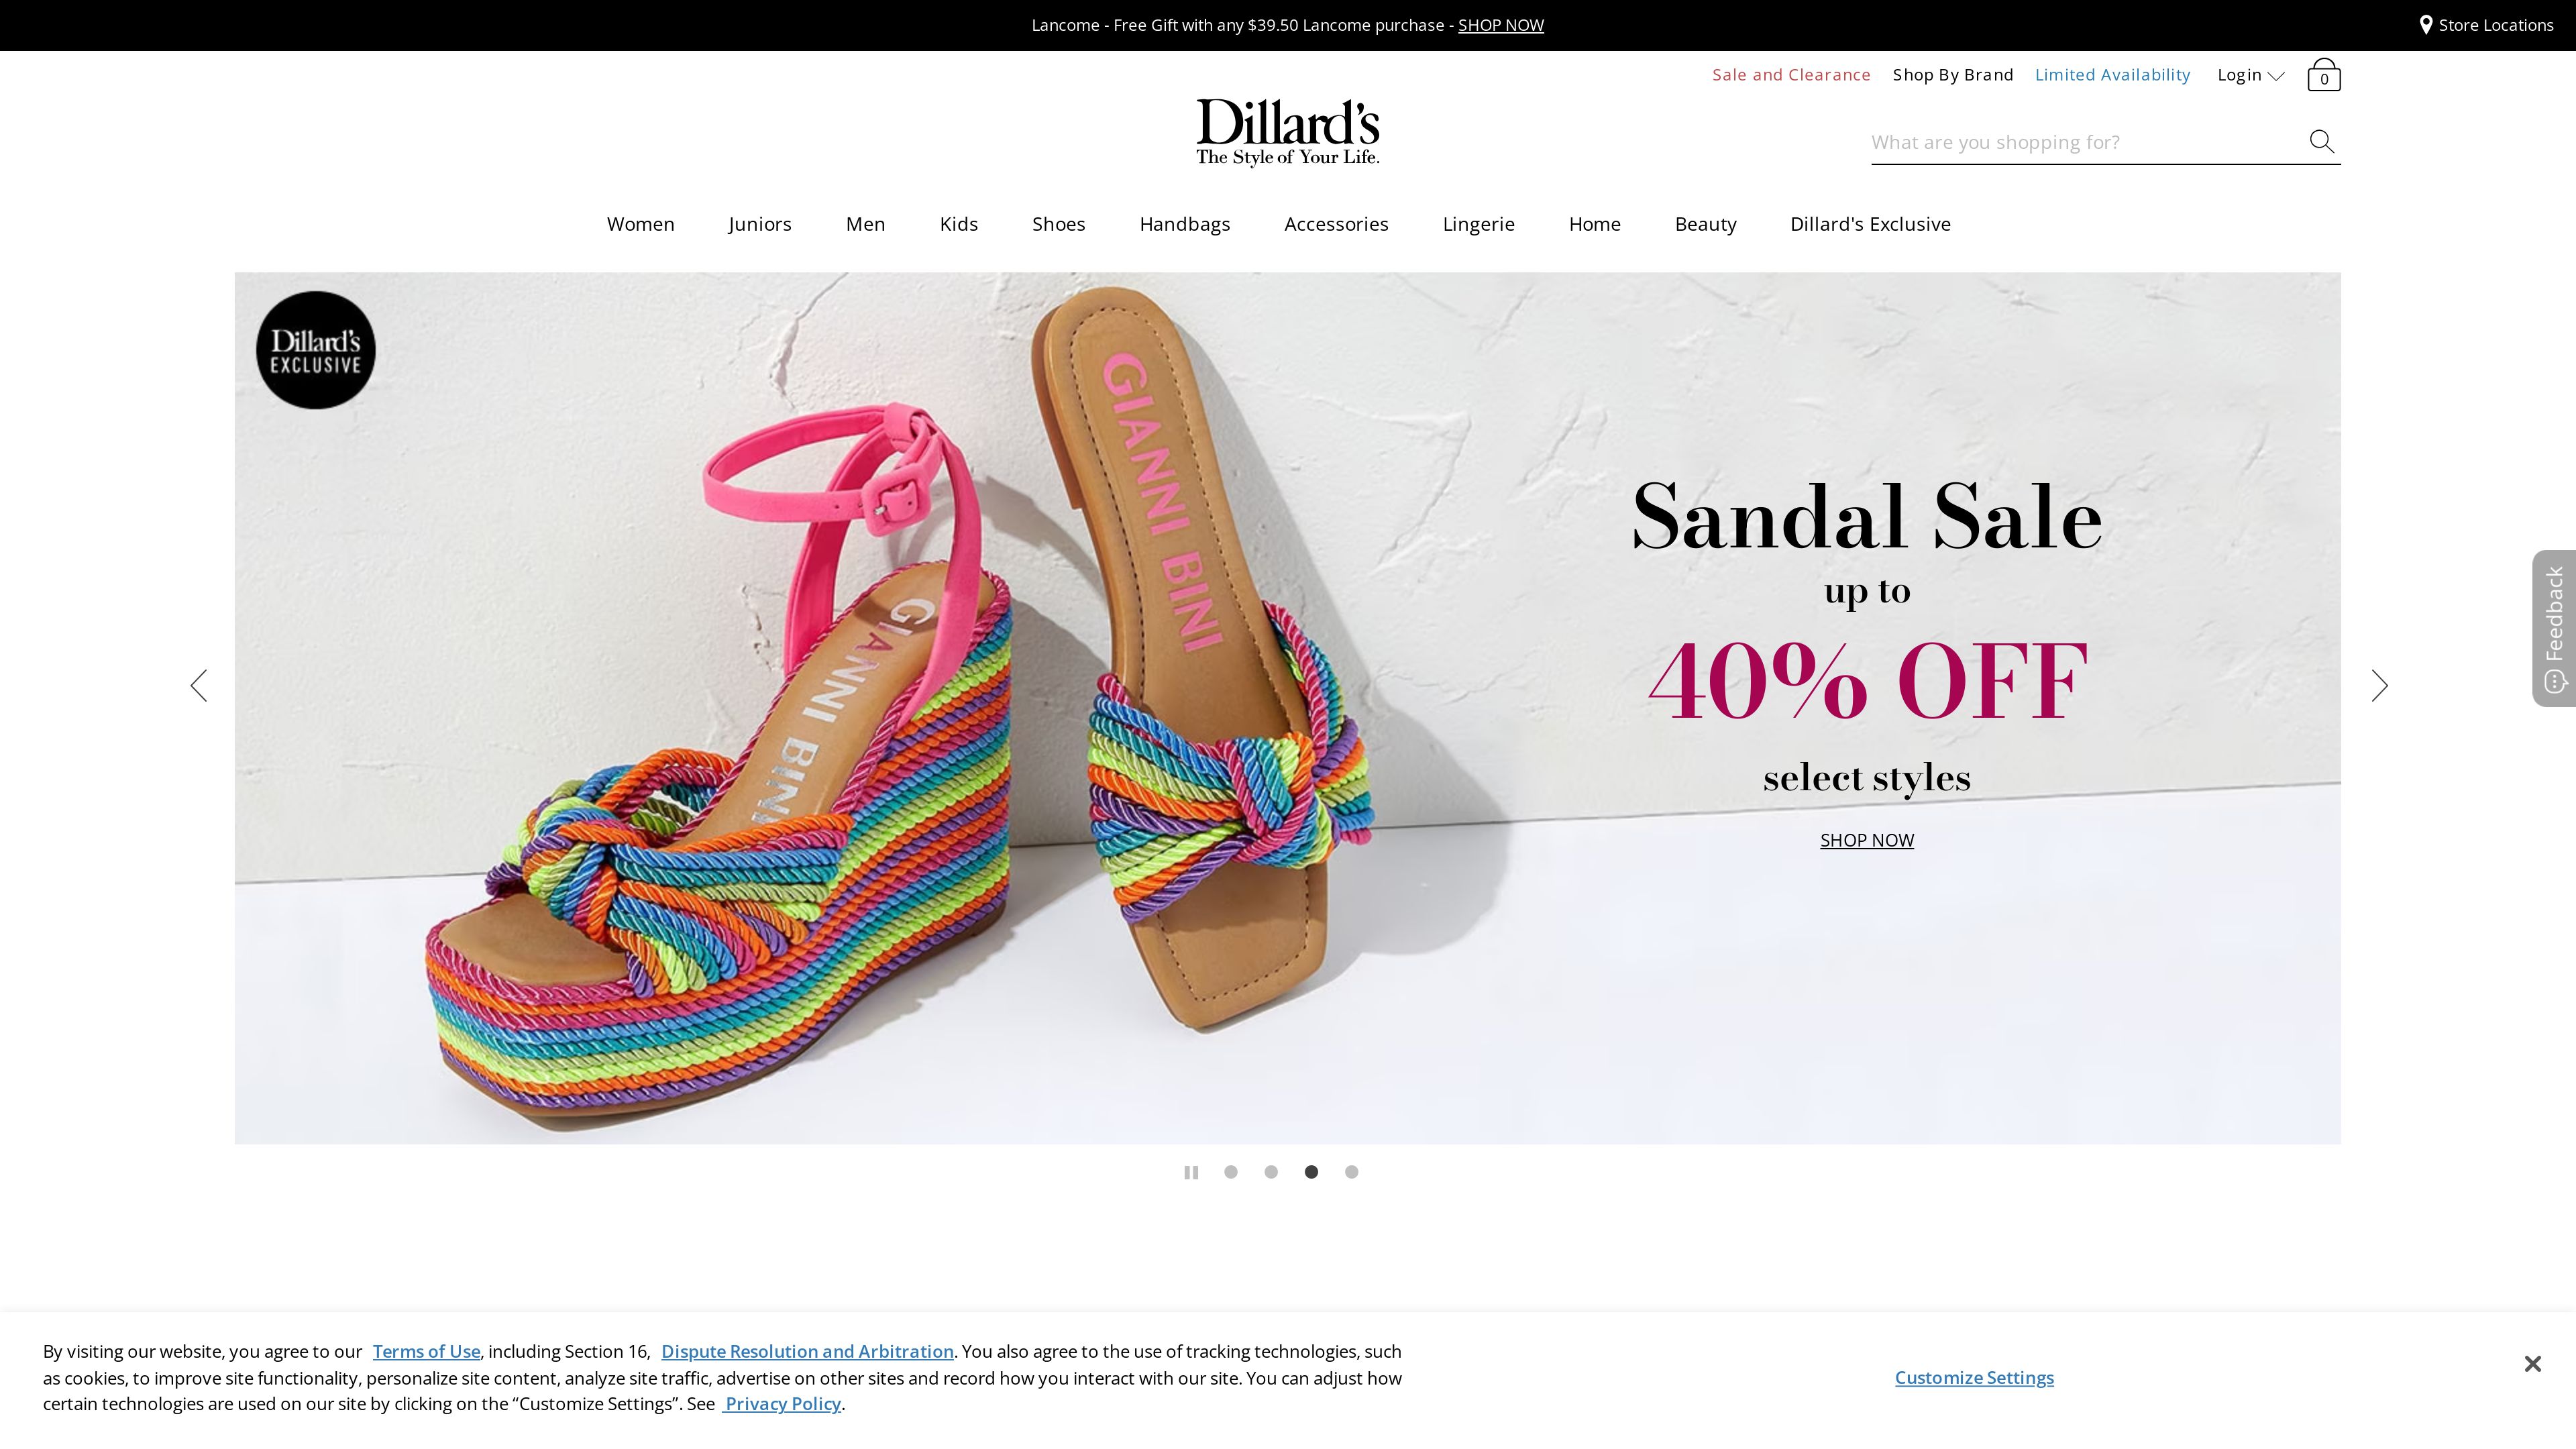 Lancome - Free Gift with any $39.50 Lancome purchase - SHOP NOW
Store Locations
Sale and Clearance
Shop By Brand
Limited Availability
Login
0
Dillard's
The Style of Your Life.
What are you shopping for?
Women
Juniors
Men
Kids
Shoes
Handbags
Accessories
Lingerie
Home
Beauty
Dillard's Exclusive
Dillard's
EXCLUSIVE
GIANNI BINI
GIANNI BINI
Sandal Sale
up to
40% OFF
select styles
SHOP NOW
Feedback
By visiting our website, you agree to our Terms of Use, including Section 16, Dispute Resolution and Arbitration. You also agree to the use of tracking technologies, such
as cookies, to improve site functionality, personalize site content, analyze site traffic, advertise on other sites and record how you interact with our site. You can adjust how
certain technologies are used on our site by clicking on the “Customize Settings”. See Privacy Policy.
Customize Settings